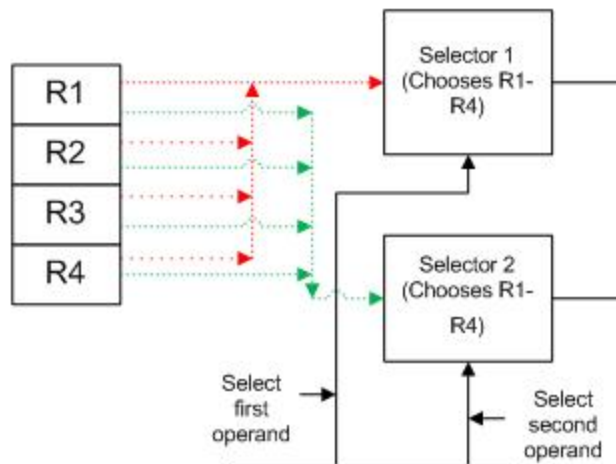 R1
R2
R3
R4
Selector 1
(Chooses R1-
R4)
Selector 2
(Chooses R1-
R4)
Select
first
operand
Select
second
operand